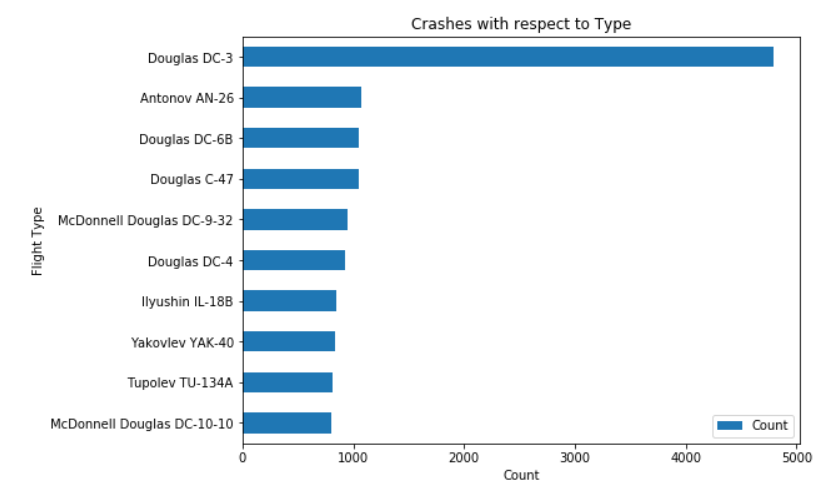 Crashes with respect to Type
Flight Type
Douglas DC-3
Antonov AN-26
Douglas DC-6B
Douglas C-47
McDonnell Douglas DC-9-32
Douglas DC-4
Ilyushin IL-18B
Yakovlev YAK-40
Tupolev TU-134A
McDonnell Douglas DC-10-10
Count
0 1000 2000 3000 4000 5000
Count